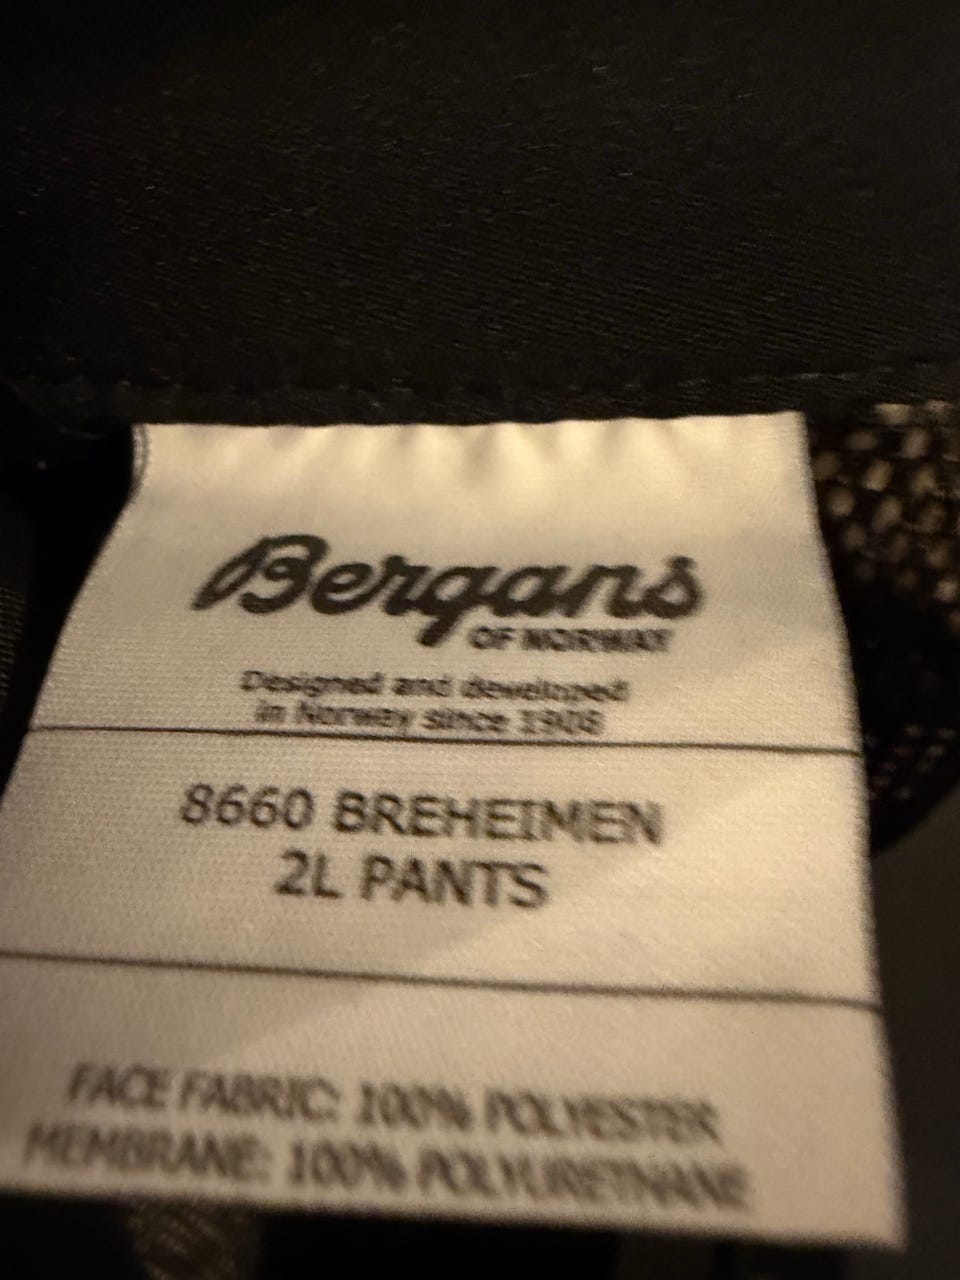 Bergans
OF NORWAY
Designed and developed
in Norway since 1908
8660 BREHEIMEN
2L PANTS
FACE FABRIC: 100% POLYESTER
MEMBRANE: 100% POLYURETHANE